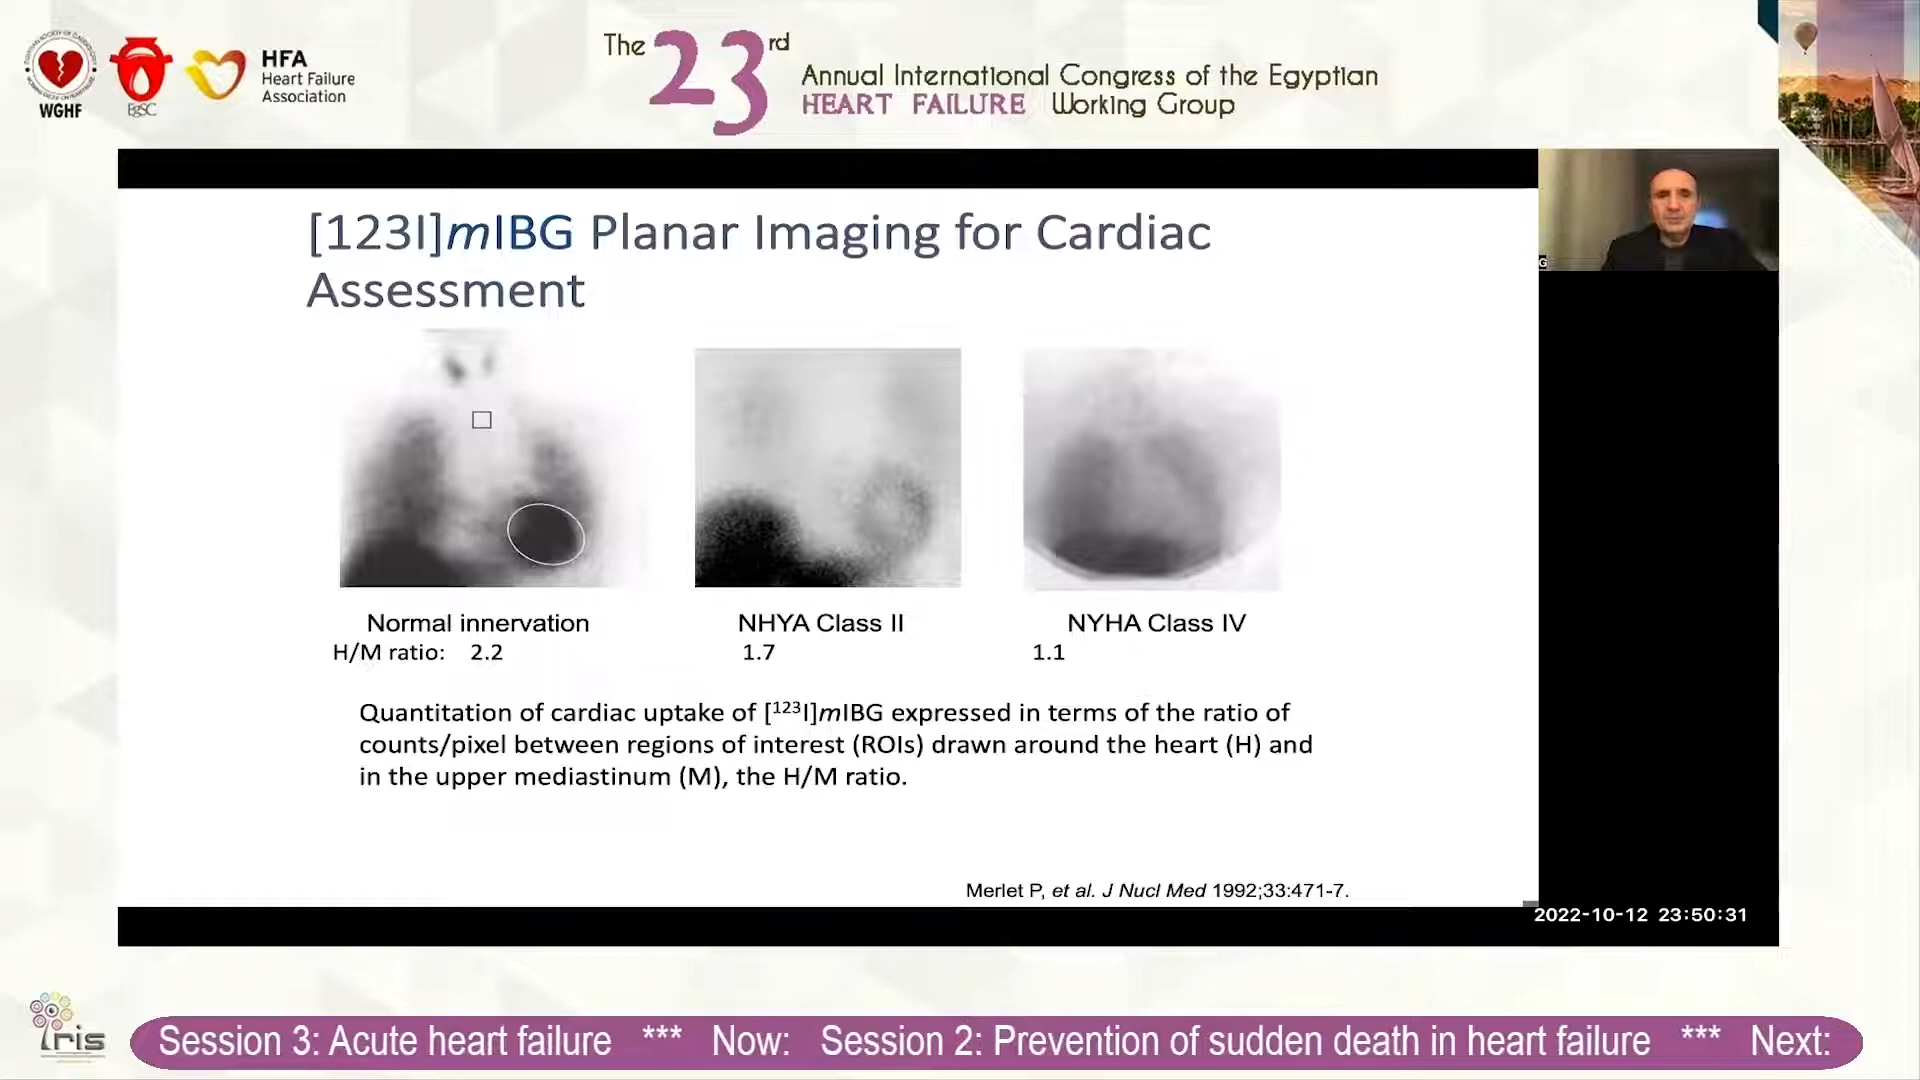 WGHF
EgSC
HFA
Heart Failure
Association
The 23rd
Annual International Congress of the Egyptian
HEART FAILURE Working Group
[123I]mIBG Planar Imaging for Cardiac
Assessment
Normal innervation
NHYA Class II
NYHA Class IV
H/M ratio: 2.2
1.7
1.1
Quantitation of cardiac uptake of [¹²³I]mIBG expressed in terms of the ratio of
counts/pixel between regions of interest (ROIs) drawn around the heart (H) and
in the upper mediastinum (M), the H/M ratio.
Merlet P, et al. J Nucl Med 1992;33:471-7.
G
2022-10-12 23:50:31
Iris
Session 3: Acute heart failure *** Now: Session 2: Prevention of sudden death in heart failure *** Next: